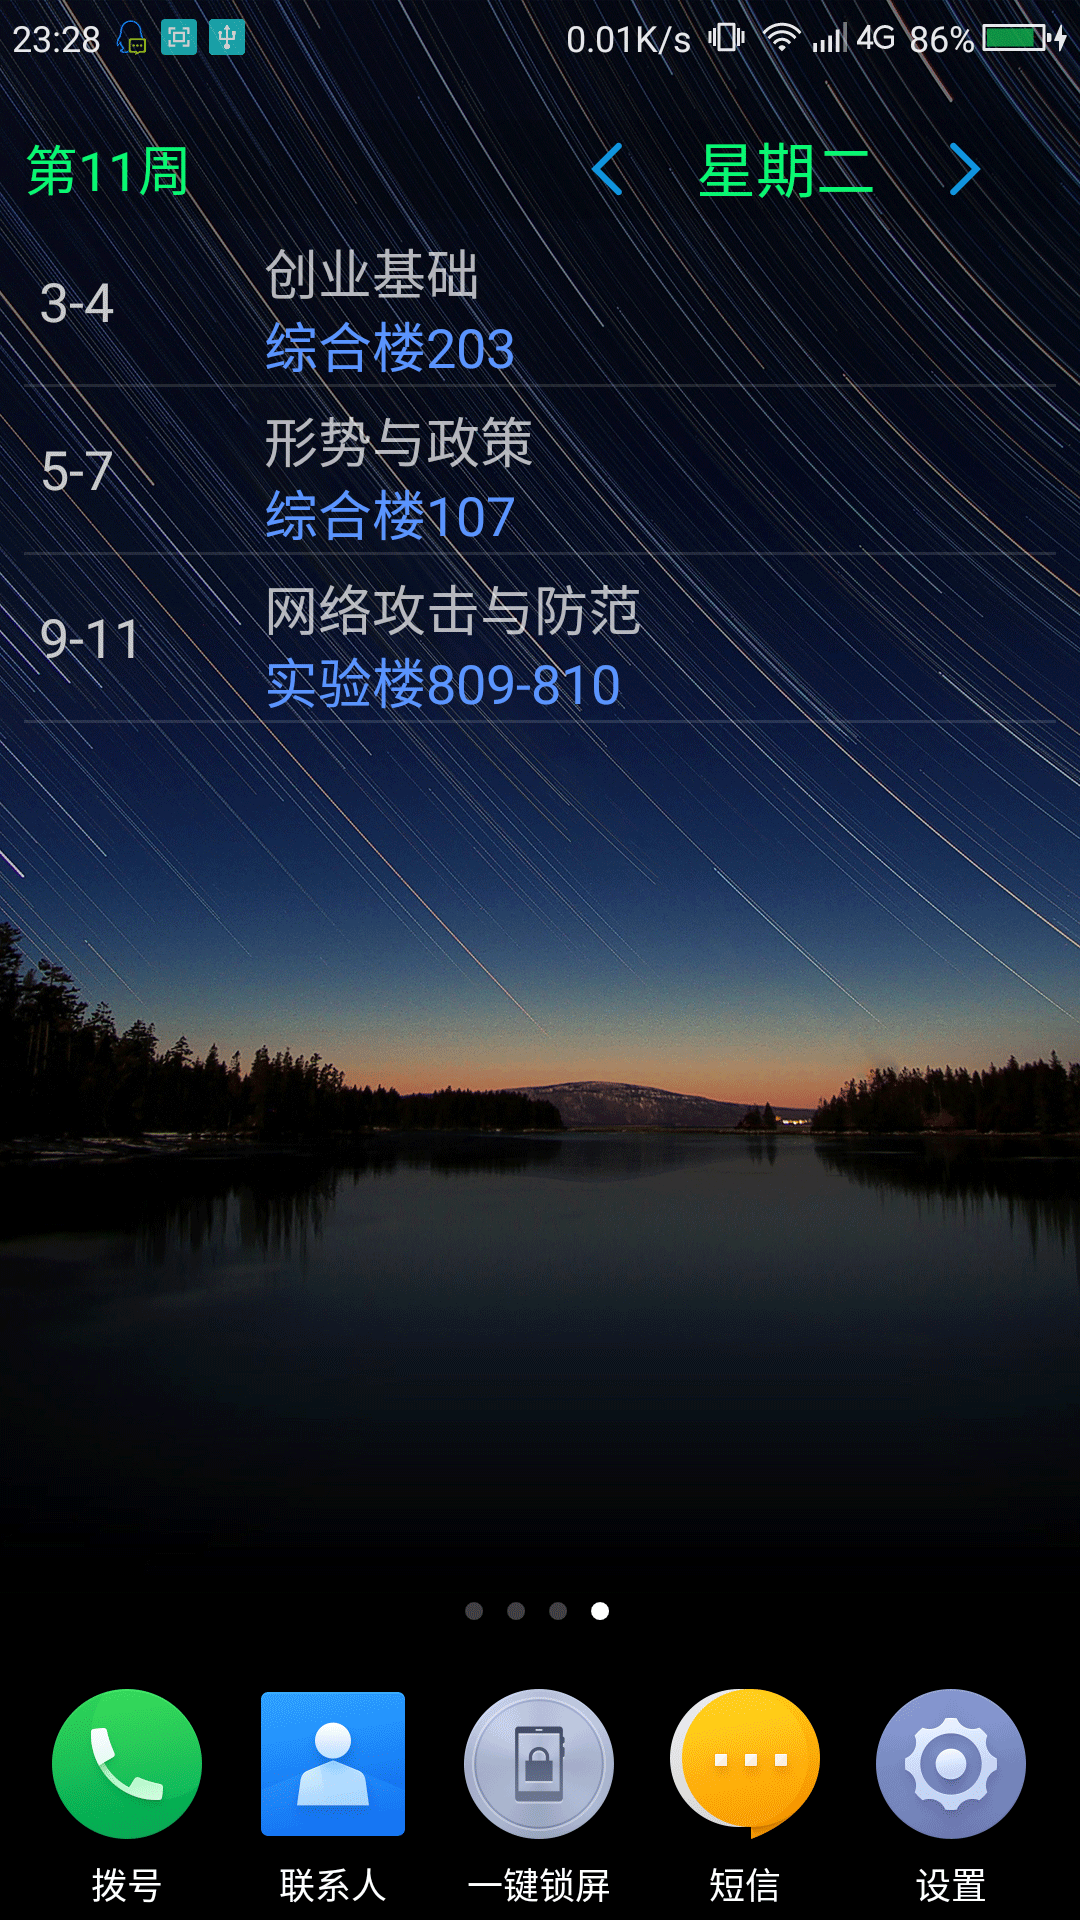 23:28 0.01K/s 4G 86%
第11周 星期二
3-4 创业基础
综合楼203
5-7 形势与政策
综合楼107
9-11 网络攻击与防范
实验楼809-810
拨号 联系人 一键锁屏 短信 设置